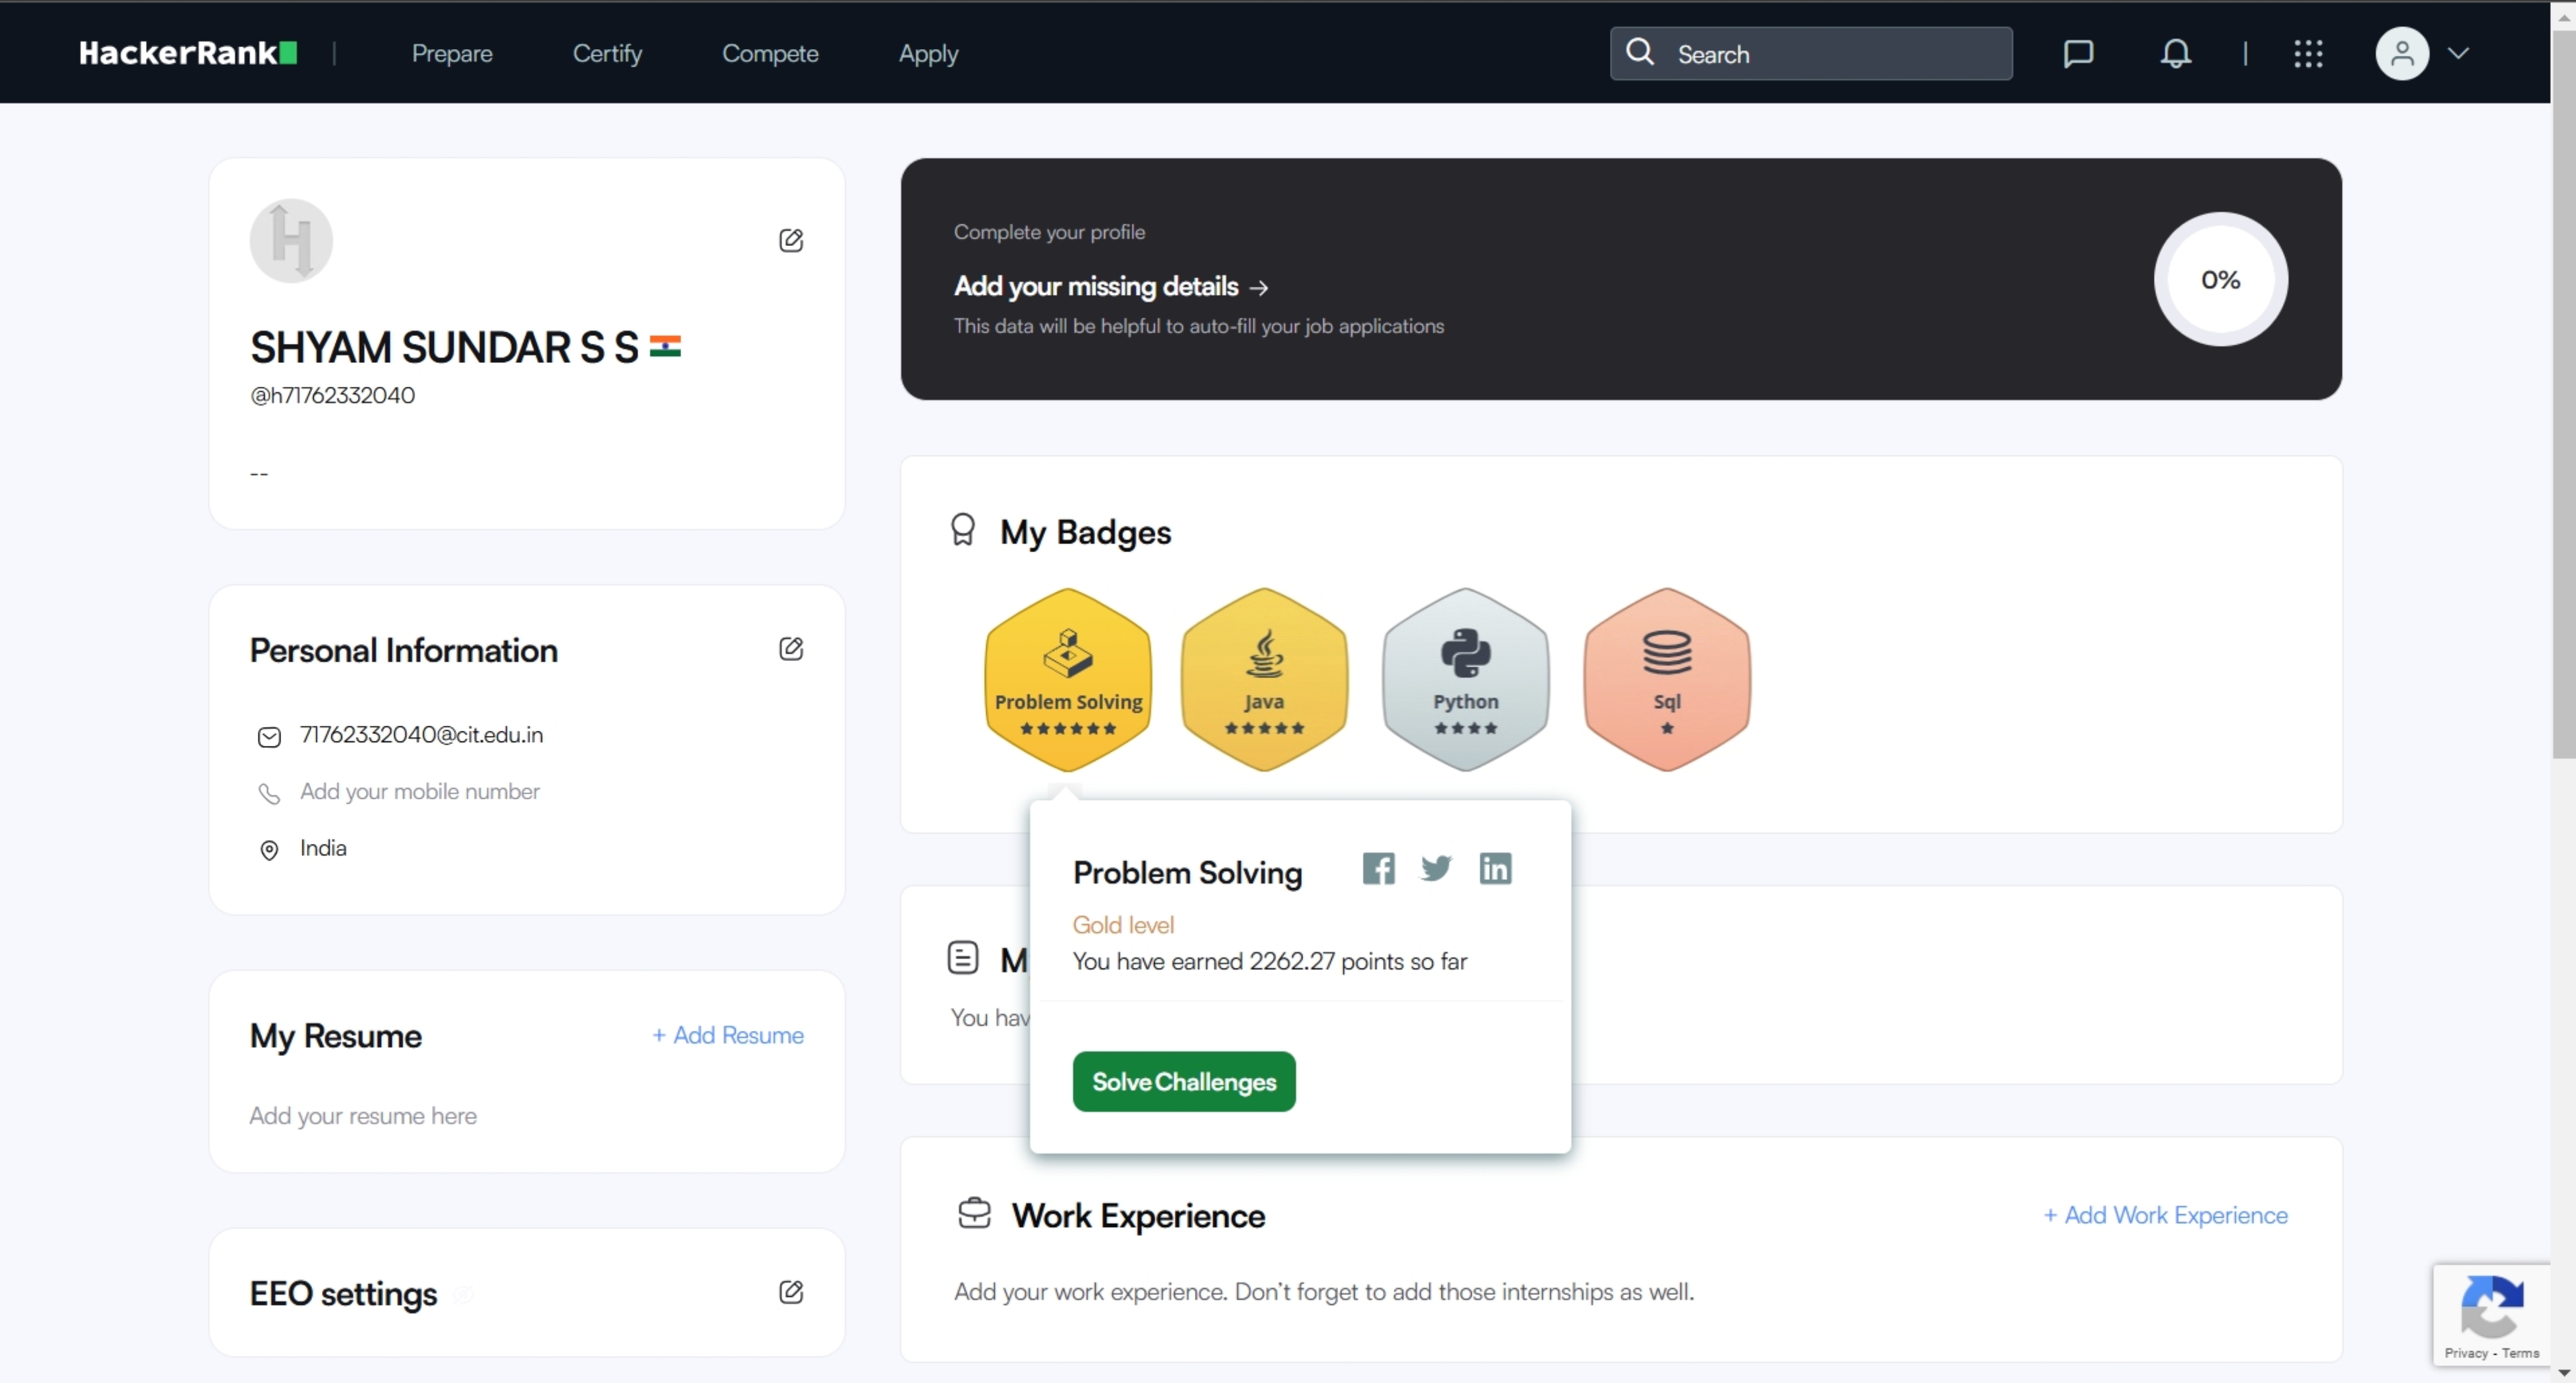 HackerRank
Prepare
Certify
Compete
Apply
Search
SHYAM SUNDAR S S
@h71762332040
--
Personal Information
71762332040@cit.edu.in
Add your mobile number
India
My Resume
+ Add Resume
Add your resume here
EEO settings
Complete your profile
Add your missing details →
This data will be helpful to auto-fill your job applications
0%
My Badges
Problem Solving
★★★★★★
Java
★★★★★
Python
★★★★
Sql
★
Problem Solving
Gold level
You have earned 2262.27 points so far
Solve Challenges
M
You hav
Work Experience
+ Add Work Experience
Add your work experience. Don't forget to add those internships as well.
Privacy - Terms